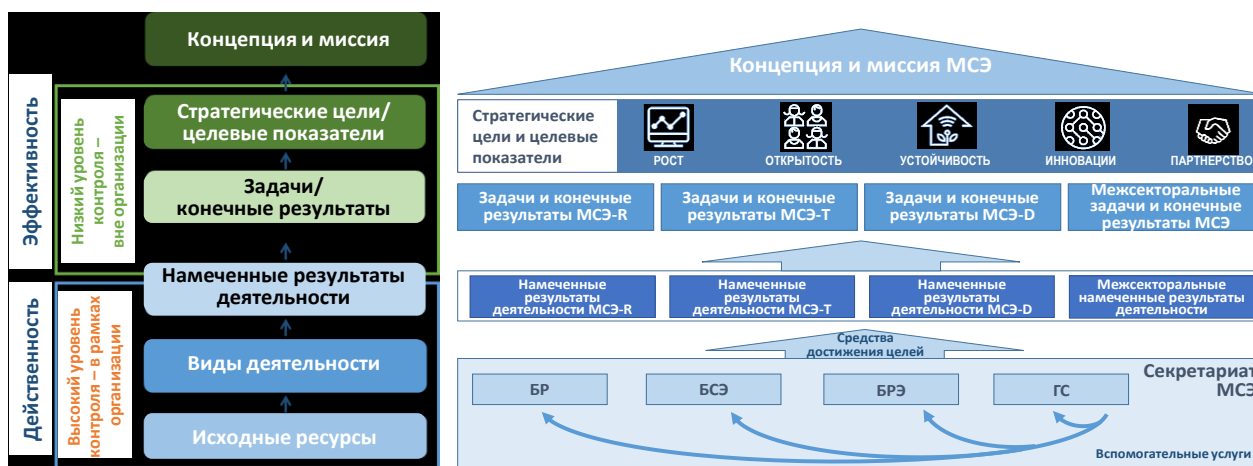 Концепция и миссия
Эффективность
Низкий уровень
контроля –
вне организации
Стратегические цели/
целевые показатели
Задачи/
конечные результаты
Намеченные результаты
деятельности
Действенность
Высокий уровень
контроля – в рамках
организации
Виды деятельности
Исходные ресурсы
Концепция и миссия МСЭ
Стратегические
цели и целевые
показатели
РОСТ
ОТКРЫТОСТЬ
УСТОЙЧИВОСТЬ
ИННОВАЦИИ
ПАРТНЕРСТВО
Задачи и конечные
результаты МСЭ-R
Задачи и конечные
результаты МСЭ-T
Задачи и конечные
результаты МСЭ-D
Межсекторальные
задачи и конечные
результаты МСЭ
Намеченные
результаты
деятельности МСЭ-R
Намеченные
результаты
деятельности МСЭ-T
Намеченные
результаты
деятельности МСЭ-D
Межсекторальные
намеченные результаты
деятельности
Средства
достижения целей
Секретариат
МСЭ
БР
БСЭ
БРЭ
ГС
Вспомогательные услуги